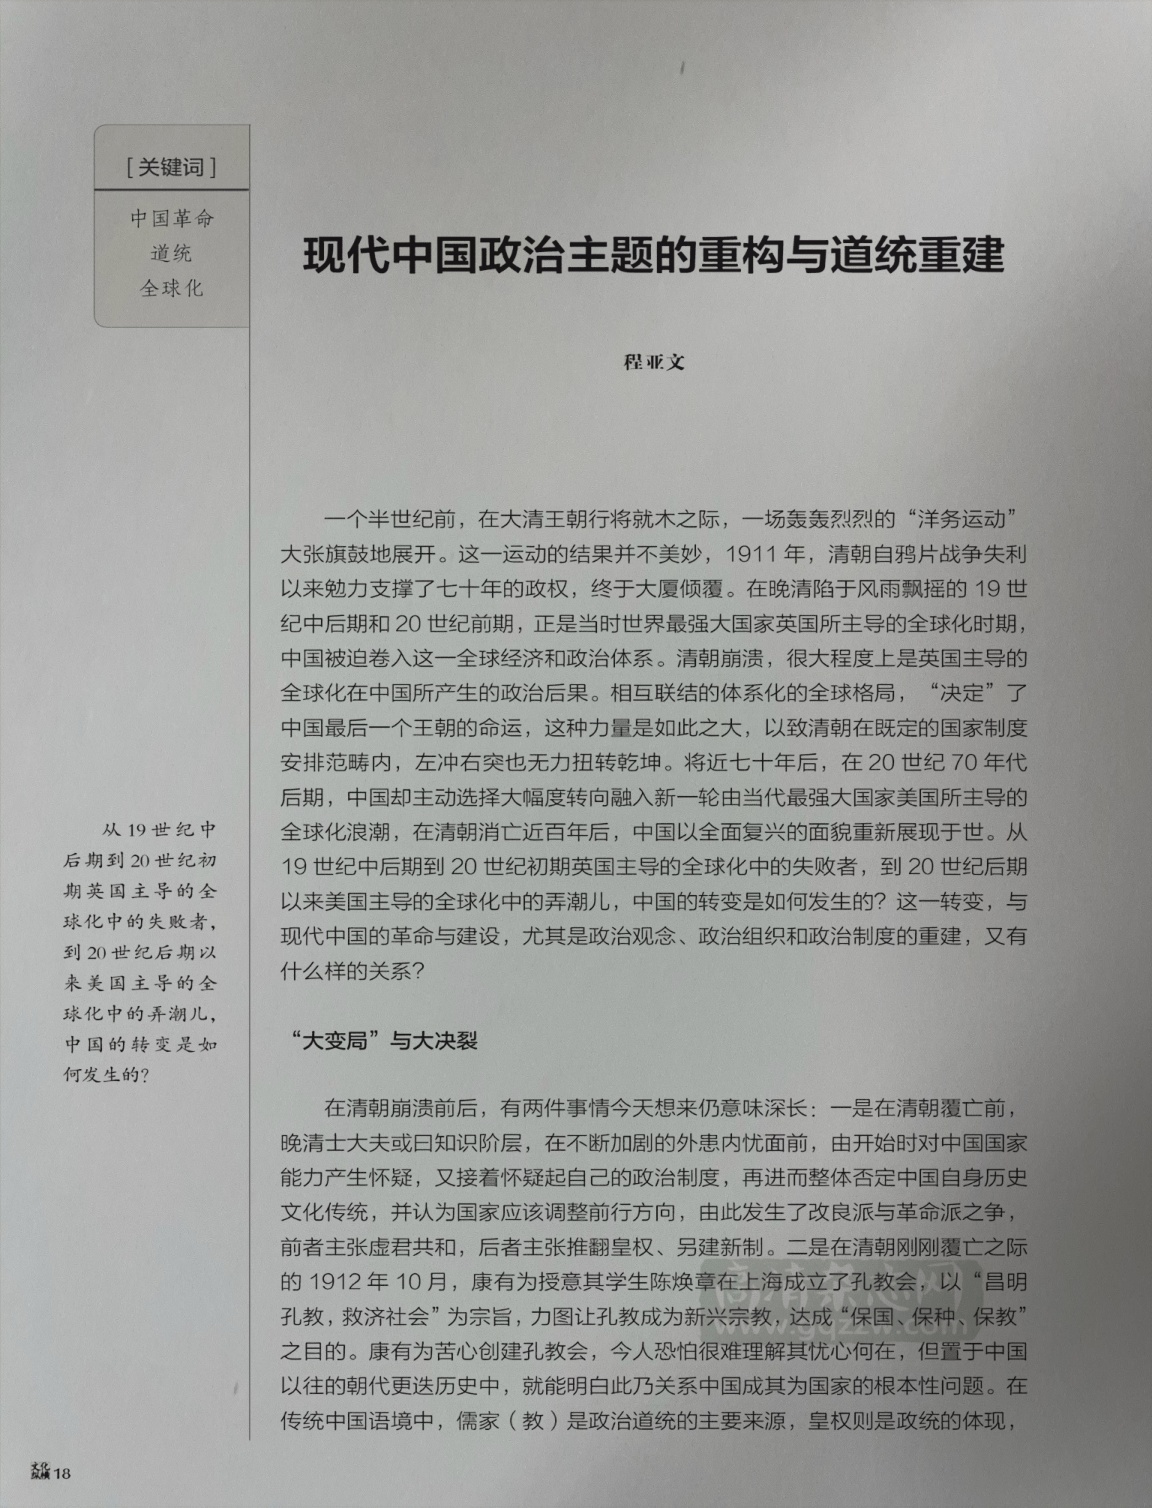 [关键词]
中国革命
道统
全球化
现代中国政治主题的重构与道统重建
程亚文
一个半世纪前，在大清王朝行将就木之际，一场轰轰烈烈的“洋务运动”
大张旗鼓地展开。这一运动的结果并不美妙，1911 年，清朝自鸦片战争失利
以来勉力支撑了七十年的政权，终于大厦倾覆。在晚清陷于风雨飘摇的 19 世
纪中后期和 20 世纪前期，正是当时世界最强大国家英国所主导的全球化时期，
中国被迫卷入这一全球经济和政治体系。清朝崩溃，很大程度上是英国主导的
全球化在中国所产生的政治后果。相互联结的体系化的全球格局，“决定”了
中国最后一个王朝的命运，这种力量是如此之大，以致清朝在既定的国家制度
安排范畴内，左冲右突也无力扭转乾坤。将近七十年后，在 20 世纪 70 年代
后期，中国却主动选择大幅度转向融入新一轮由当代最强大国家美国所主导的
全球化浪潮，在清朝消亡近百年后，中国以全面复兴的面貌重新展现于世。从
19 世纪中后期到 20 世纪初期英国主导的全球化中的失败者，到 20 世纪后期
以来美国主导的全球化中的弄潮儿，中国的转变是如何发生的？这一转变，与
现代中国的革命与建设，尤其是政治观念、政治组织和政治制度的重建，又有
什么样的关系？
从 19 世纪中
后期到 20 世纪初
期英国主导的全
球化中的失败者，
到 20 世纪后期以
来美国主导的全
球化中的弄潮儿，
中国的转变是如
何发生的？
“大变局”与大决裂
在清朝崩溃前后，有两件事情今天想来仍意味深长：一是在清朝覆亡前，
晚清士大夫或曰知识阶层，在不断加剧的外患内忧面前，由开始时对中国国家
能力产生怀疑，又接着怀疑起自己的政治制度，再进而整体否定中国自身历史
文化传统，并认为国家应该调整前行方向，由此发生了改良派与革命派之争，
前者主张虚君共和，后者主张推翻皇权、另建新制。二是在清朝刚刚覆亡之际
的 1912 年 10 月，康有为授意其学生陈焕章在上海成立了孔教会，以“昌明
孔教，救济社会”为宗旨，力图让孔教成为新兴宗教，达成“保国、保种、保教”
之目的。康有为苦心创建孔教会，今人恐怕很难理解其忧心何在，但置于中国
以往的朝代更迭历史中，就能明白此乃关系中国成其为国家的根本性问题。在
传统中国语境中，儒家（教）是政治道统的主要来源，皇权则是政统的体现，
高清杂志网
www.gqzzw.com
文化
纵横 18